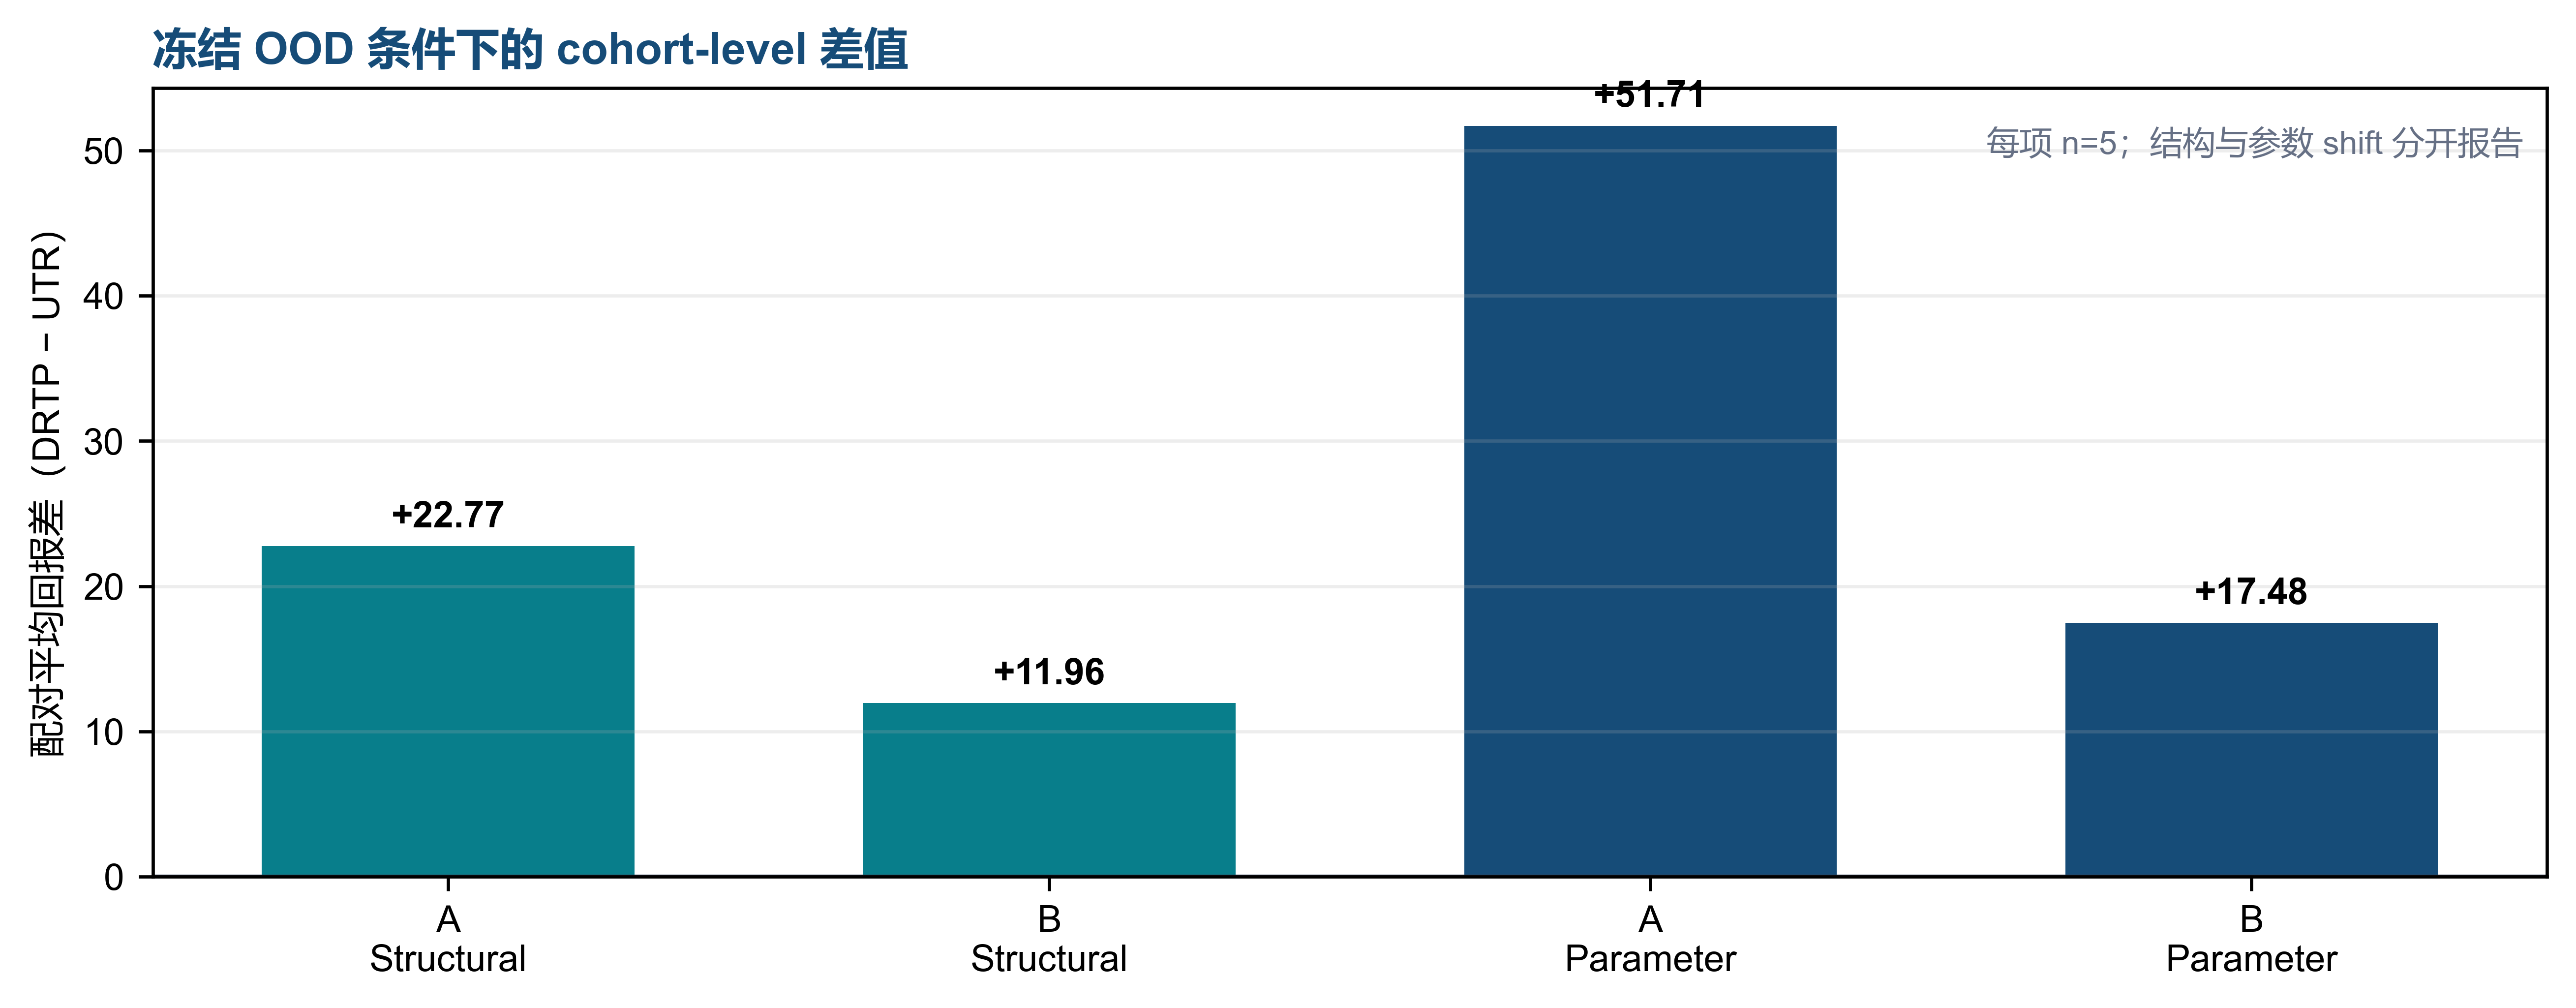 冻结 OOD 条件下的 cohort-level 差值
+51.71
每项 n=5；结构与参数 shift 分开报告
50
40
30
20
10
0
配对平均回报差（DRTP − UTR）
+22.77
+11.96
+17.48
A
Structural
B
Structural
A
Parameter
B
Parameter